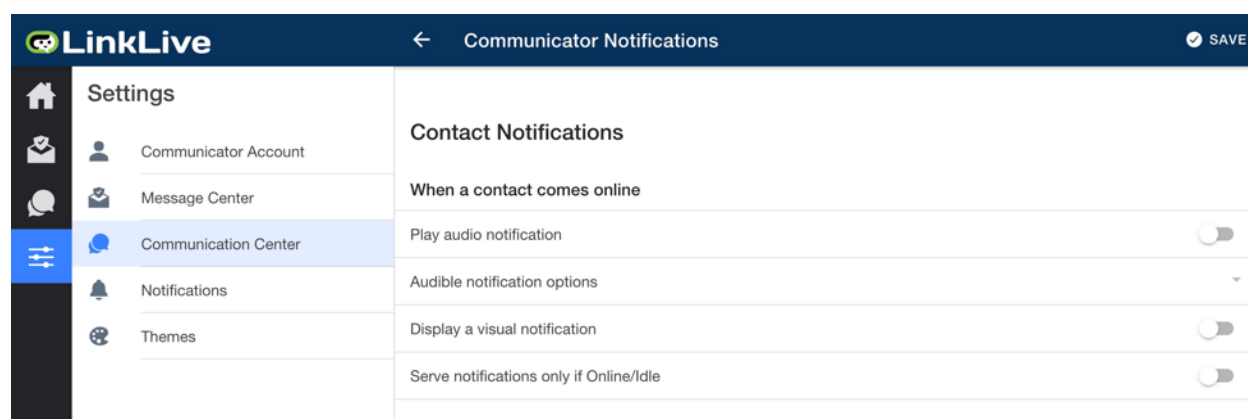 LinkLive
Communicator Notifications
SAVE
Settings
Communicator Account
Message Center
Communication Center
Notifications
Themes
Contact Notifications
When a contact comes online
Play audio notification
Audible notification options
Display a visual notification
Serve notifications only if Online/Idle